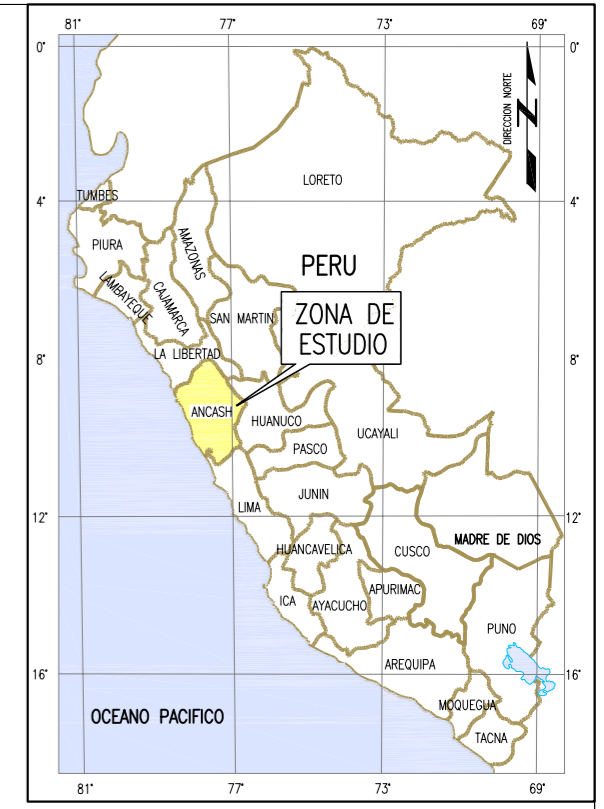 81°
77°
73°
69°
0°
0°
DIRECCION NORTE
N
LORETO
TUMBES
4°
4°
PIURA
AMAZONAS
PERU
LAMBAYEQUE
CAJAMARCA
SAN MARTIN
ZONA DE
ESTUDIO
LA LIBERTAD
8°
8°
ANCASH
HUANUCO
UCAYALI
PASCO
JUNIN
LIMA
12°
12°
MADRE DE DIOS
HUANCAVELICA
CUSCO
APURIMAC
ICA
AYACUCHO
PUNO
AREQUIPA
16°
16°
MOQUEGUA
OCEANO PACIFICO
TACNA
81°
77°
73°
69°